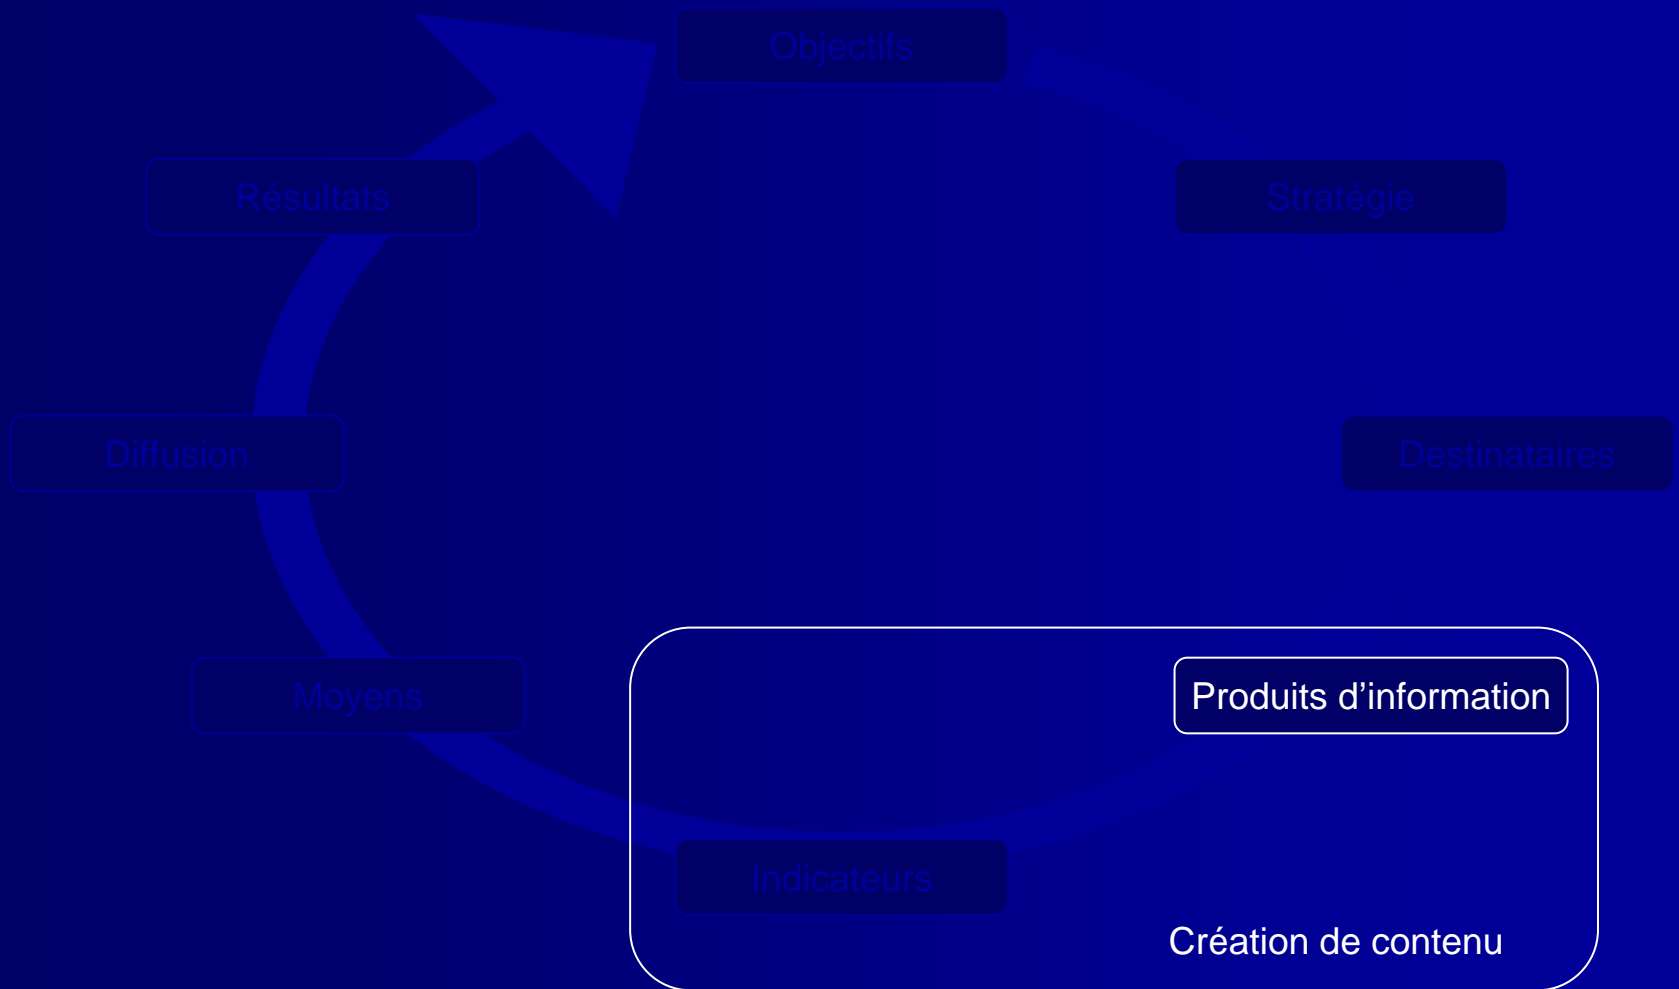 Objectifs
Résultats
Stratégie
Diffusion
Destinataires
Moyens
Produits d’information
Indicateurs
Création de contenu